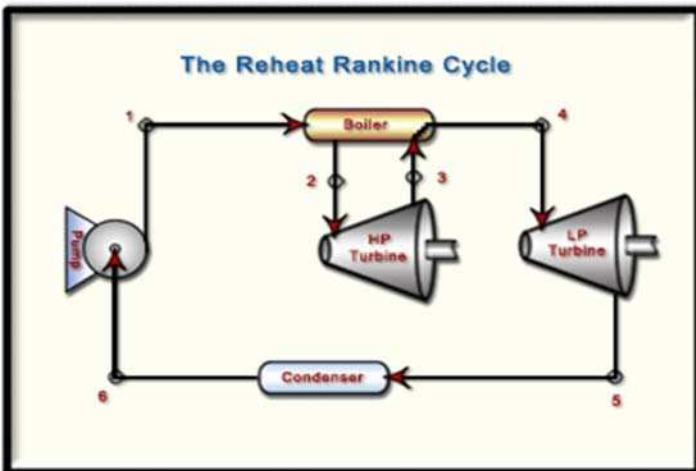 The Reheat Rankine Cycle
1
Boiler
4
2
3
Pump
HP
Turbine
LP
Turbine
Condenser
6
5